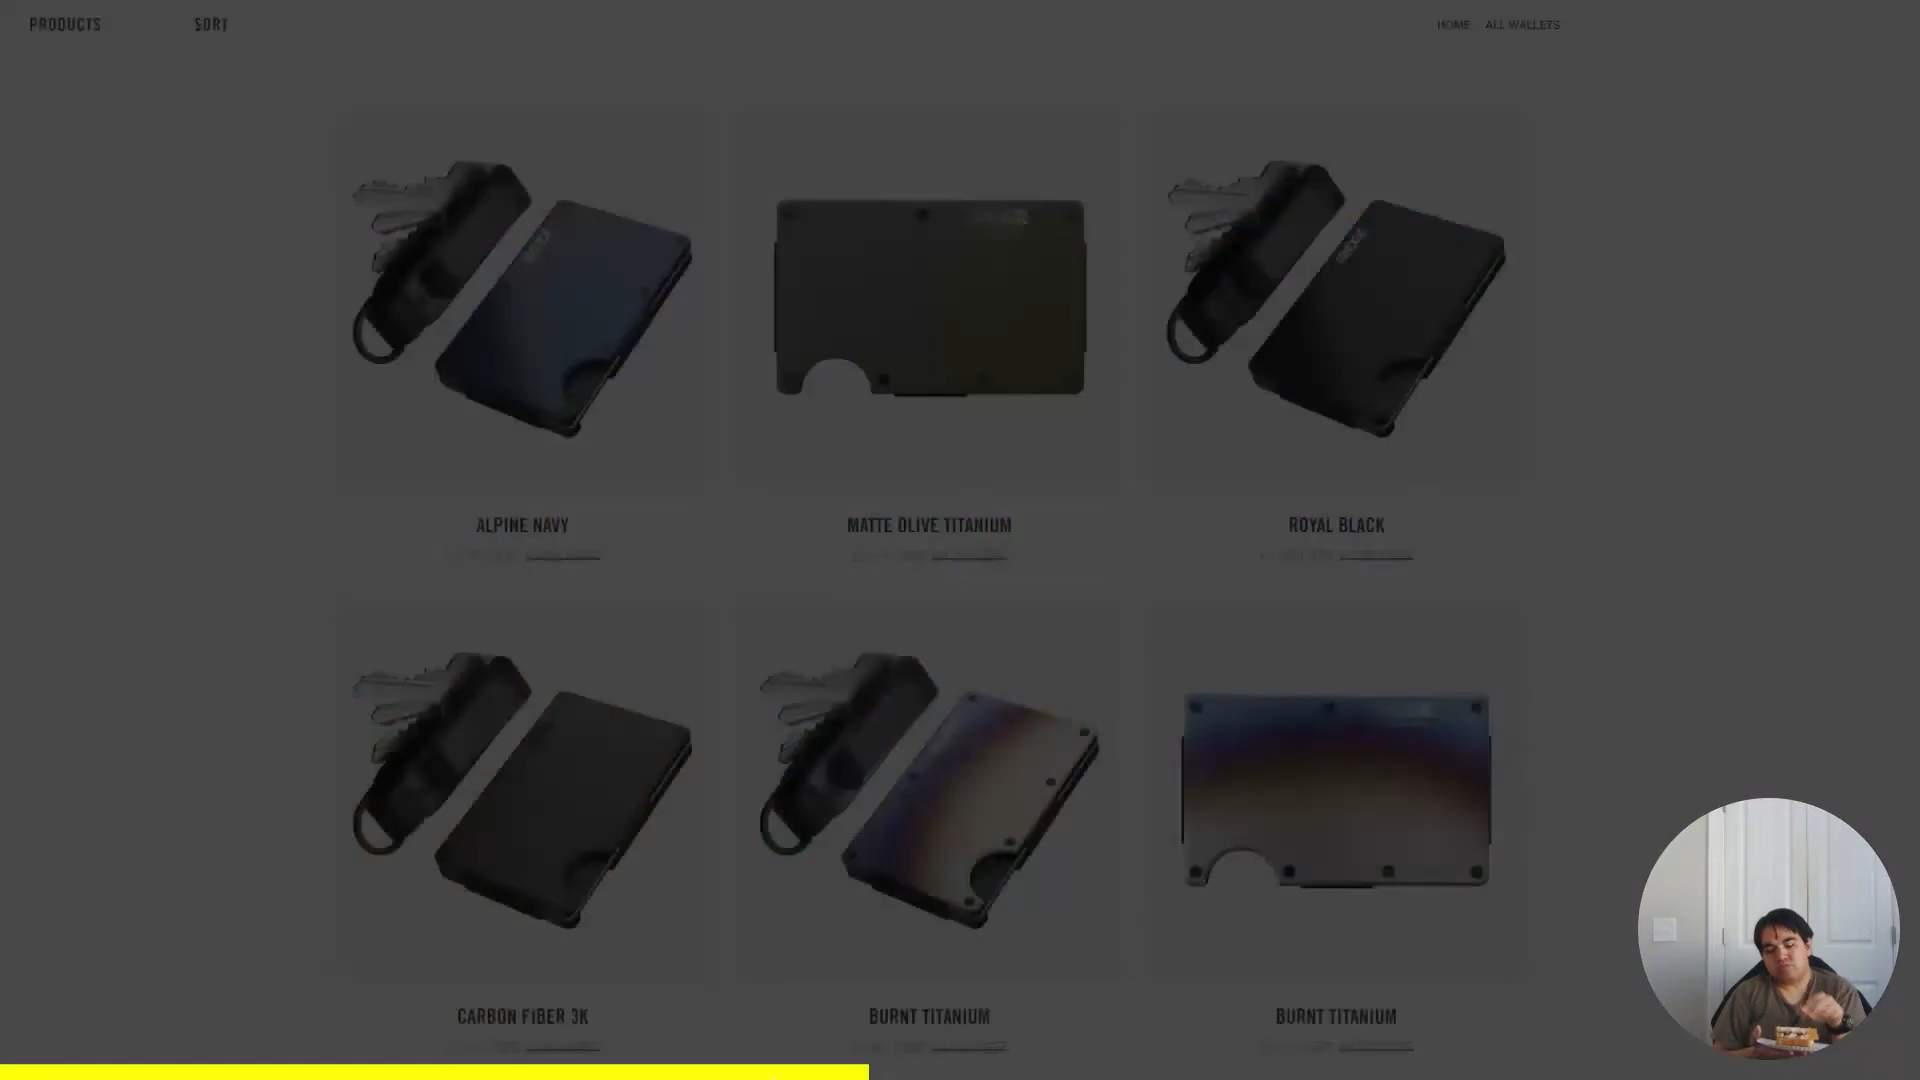 PRODUCTS SORT HOME ALL WALLETS
ALPINE NAVY MATTE OLIVE TITANIUM ROYAL BLACK
CARBON FIBER 3K BURNT TITANIUM BURNT TITANIUM